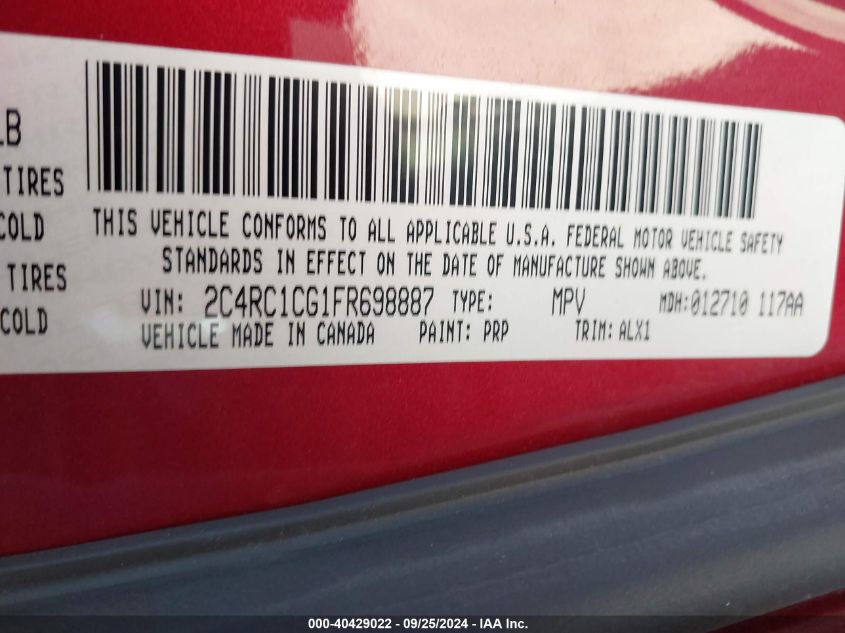 LB
TIRES
COLD
TIRES
COLD
THIS VEHICLE CONFORMS TO ALL APPLICABLE U.S.A. FEDERAL MOTOR VEHICLE SAFETY
STANDARDS IN EFFECT ON THE DATE OF MANUFACTURE SHOWN ABOVE.
VIN: 2C4RC1CG1FR698887 TYPE: MPV MDH:012710 117AA
VEHICLE MADE IN CANADA PAINT: PRP TRIM: ALX1
000-40429022 - 09/25/2024 - IAA Inc.